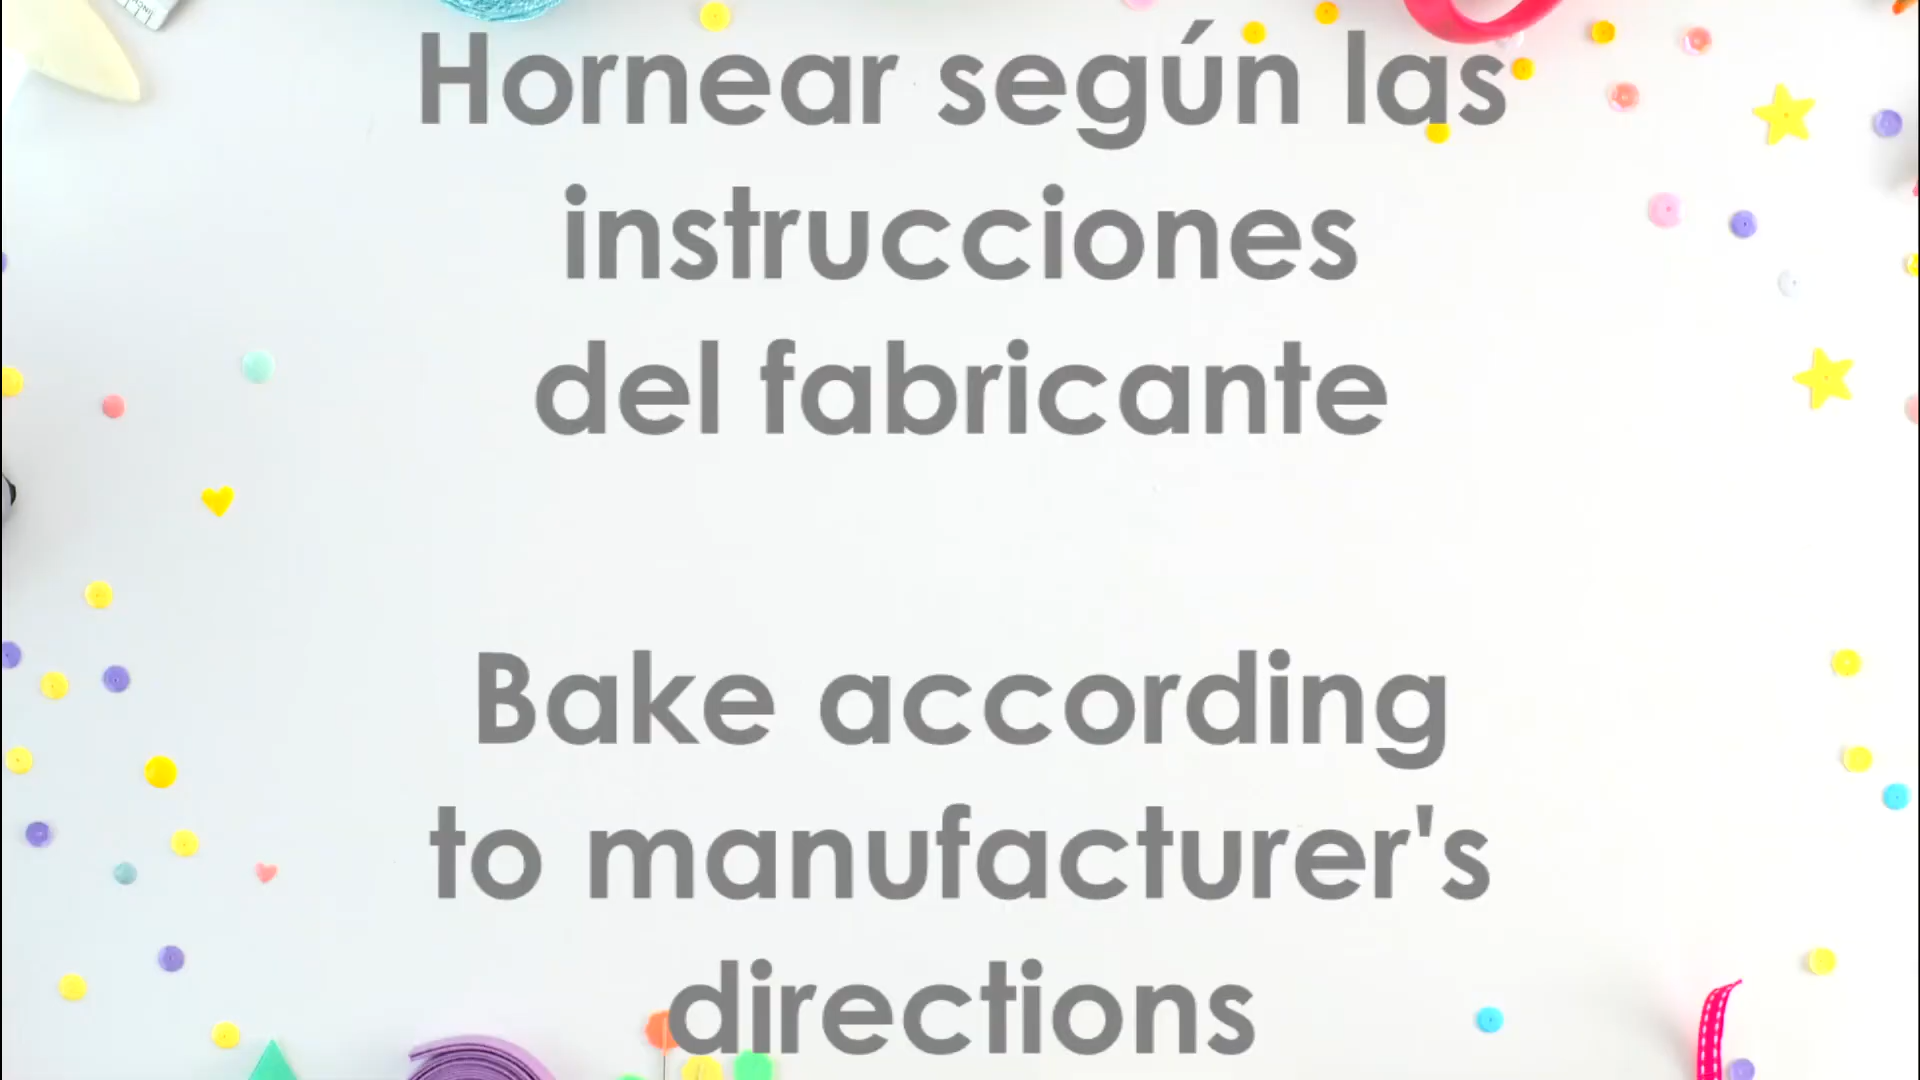 Hornear según las
instrucciones
del fabricante
Bake according
to manufacturer's
directions